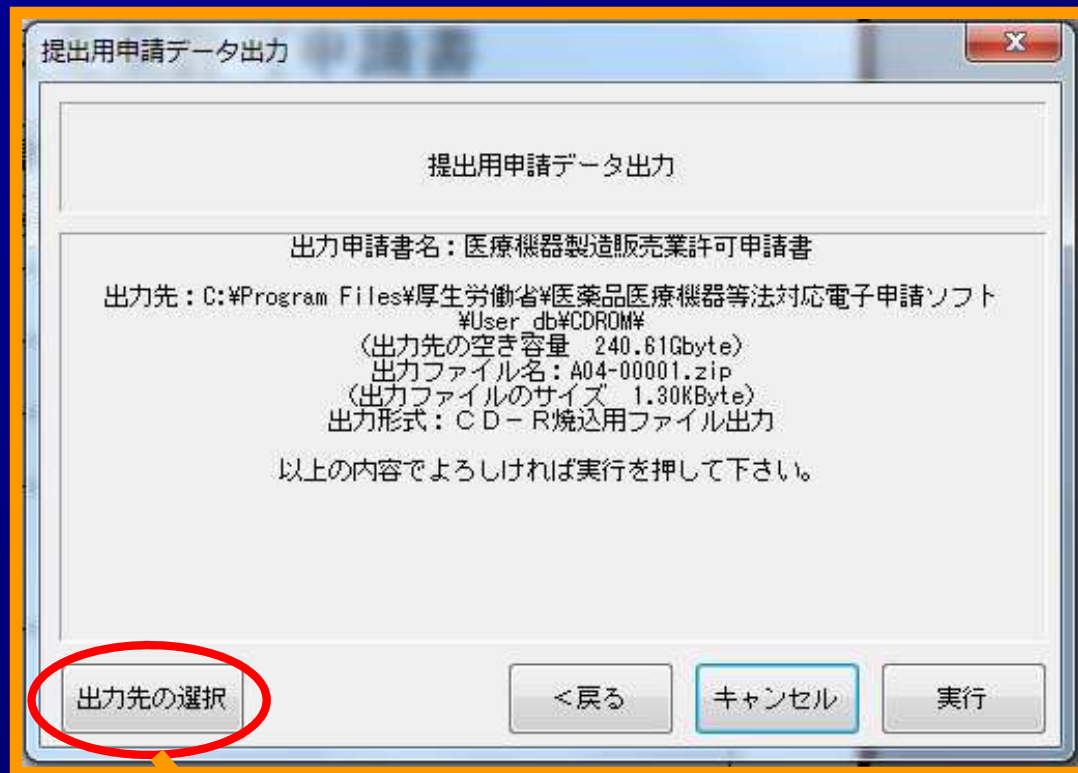 提出用申請データ出力
申請書
提出用申請データ出力
出力申請書名：医療機器製造販売業許可申請書
出力先：C:¥Program Files¥厚生労働省¥医薬品医療機器等法対応電子申請ソフト
¥User_db¥CDROM¥
（出力先の空き容量　240.61Gbyte）
出力ファイル名：A04-00001.zip
（出力ファイルのサイズ　1.30KByte）
出力形式：ＣＤ－Ｒ焼込用ファイル出力
以上の内容でよろしければ実行を押して下さい。
出力先の選択
<戻る
キャンセル
実行